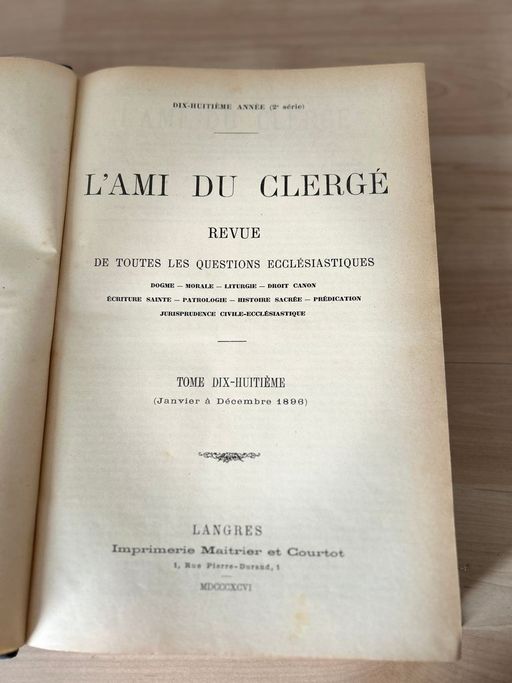 DIX-HUITIÈME ANNÉE (2e série)
L'AMI DU CLERGÉ
REVUE
DE TOUTES LES QUESTIONS ECCLÉSIASTIQUES
DOGME — MORALE — LITURGIE — DROIT CANON
ÉCRITURE SAINTE — PATROLOGIE — HISTOIRE SACRÉE — PRÉDICATION
JURISPRUDENCE CIVILE-ECCLÉSIASTIQUE
TOME DIX-HUITIÈME
(Janvier à Décembre 1896)
LANGRES
Imprimerie Maitrier et Courtot
1, Rue Pierre-Durand, 1
MDCCCXCVI